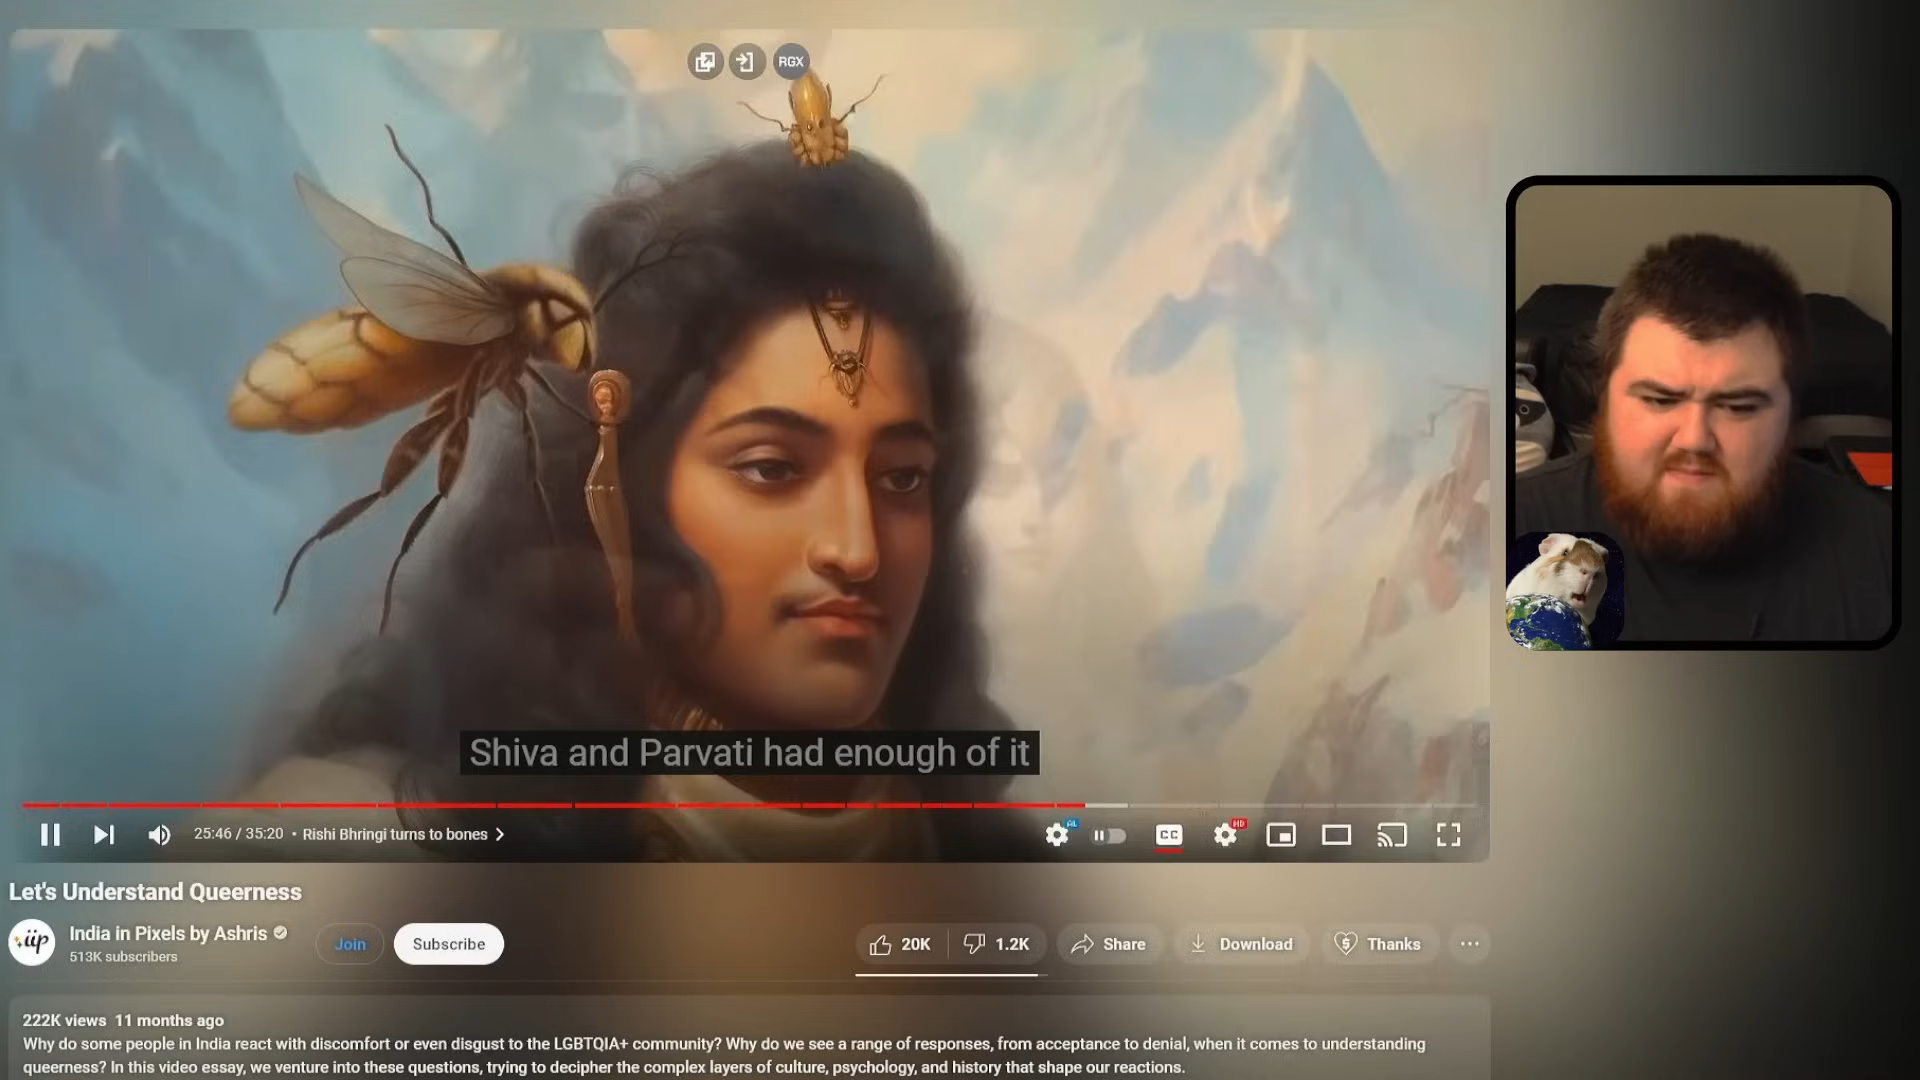 RGX
Shiva and Parvati had enough of it
25:46 / 35:20 • Rishi Bhringi turns to bones
CC
HD
Let's Understand Queerness
iip
India in Pixels by Ashris
513K subscribers
Join
Subscribe
20K
1.2K
Share
Download
Thanks
222K views 11 months ago
Why do some people in India react with discomfort or even disgust to the LGBTQIA+ community? Why do we see a range of responses, from acceptance to denial, when it comes to understanding
queerness? In this video essay, we venture into these questions, trying to decipher the complex layers of culture, psychology, and history that shape our reactions.